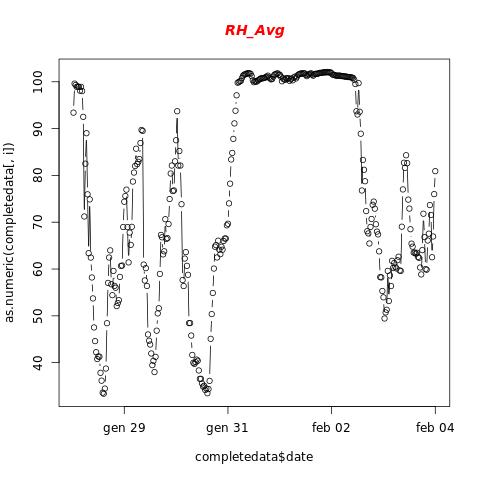 RH_Avg
as.numeric(completedata[, i])
100
90
80
70
60
50
40
gen 29
gen 31
feb 02
feb 04
completedata$date